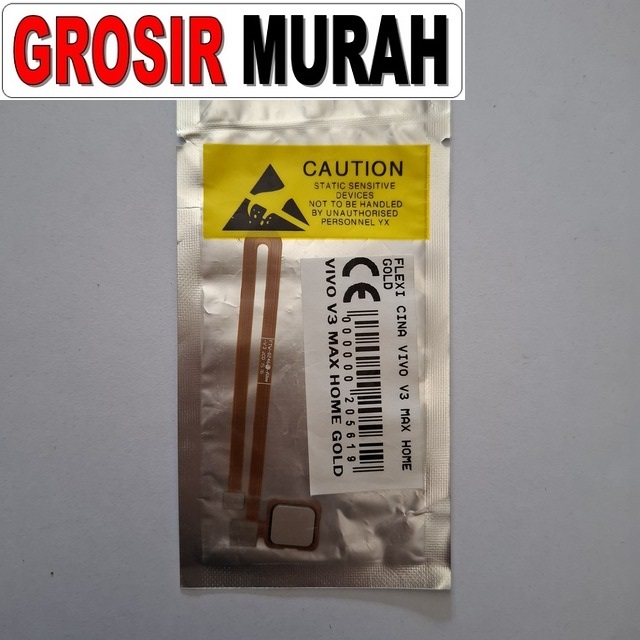 GROSIR MURAH
CAUTION
STATIC SENSITIVE
DEVICES
NOT TO BE HANDLED
BY UNAUTHORISED
PERSONNEL YX
FLEXI CINA VIVO V3 MAX HOME
GOLD
CE
000000205619
VIVO V3 MAX HOME GOLD